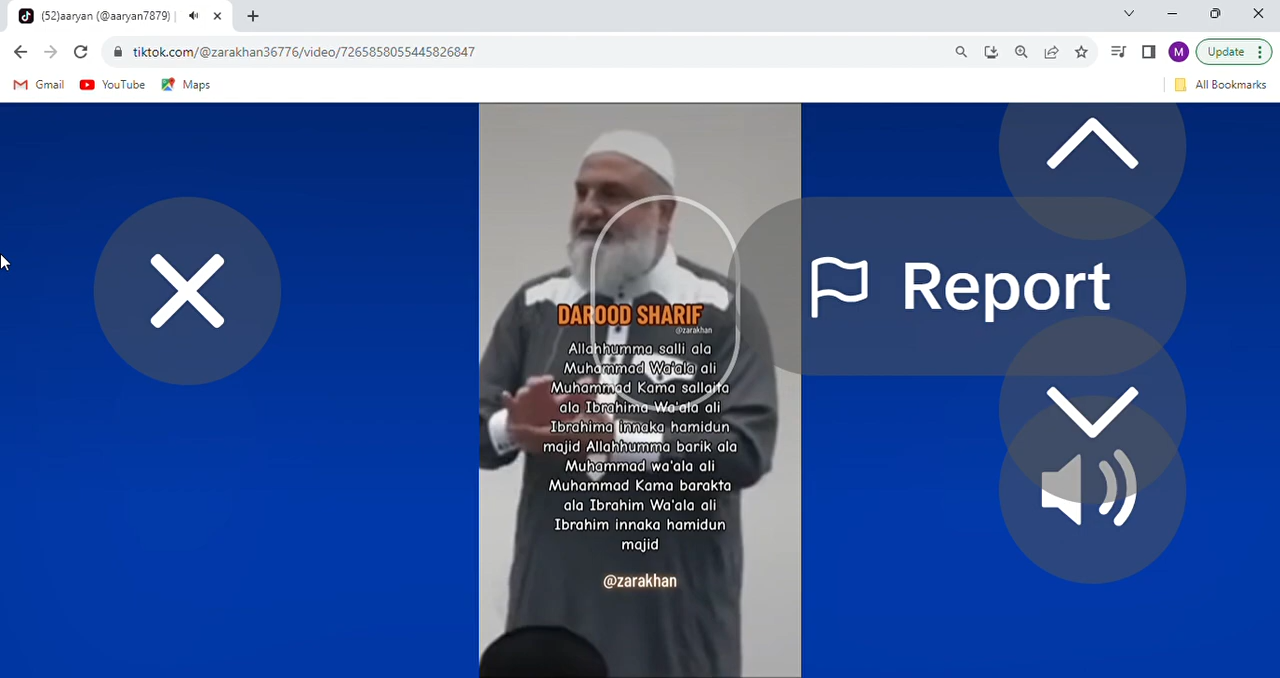 (52)aaryan (@aaryan7879) |
tiktok.com/@zarakhan36776/video/7265858055445826847
M
Update
Gmail
YouTube
Maps
All Bookmarks
Report
DAROOD SHARIF
@zarakhan
Allahhumma salli ala
Muhammad Wa'ala ali
Muhammad Kama sallaita
ala Ibrahima Wa'ala ali
Ibrahima innaka hamidun
majid Allahhumma barik ala
Muhammad wa'ala ali
Muhammad Kama barakta
ala Ibrahim Wa'ala ali
Ibrahim innaka hamidun
majid
@zarakhan